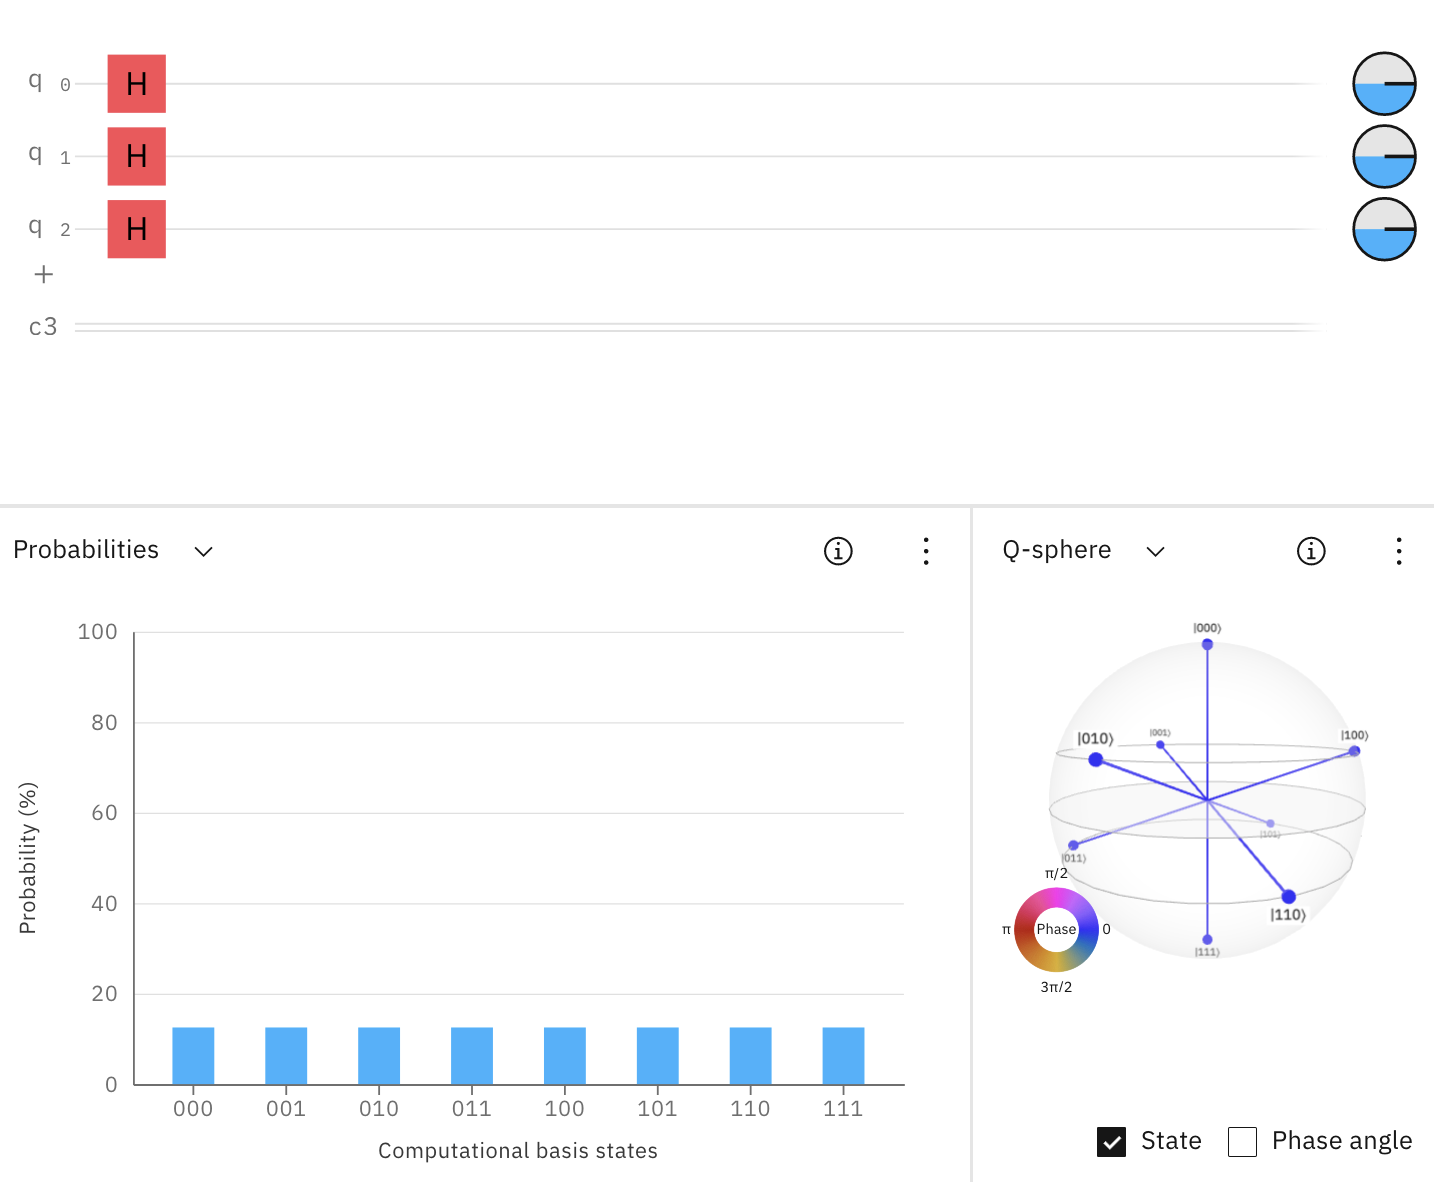 q 0 H
q 1 H
q 2 H
+
c3
Probabilities
Q-sphere
Probability (%)
100
80
60
40
20
0
000 001 010 011 100 101 110 111
Computational basis states
|000⟩
|010⟩
|001⟩
|100⟩
|101⟩
|011⟩
|110⟩
|111⟩
π/2
π Phase 0
3π/2
State Phase angle